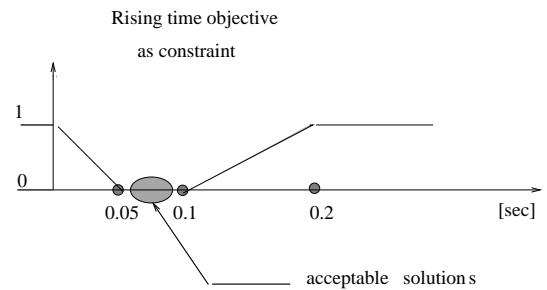 Rising time objective
as constraint
1
0
0.05
0.1
0.2
[sec]
acceptable solutions